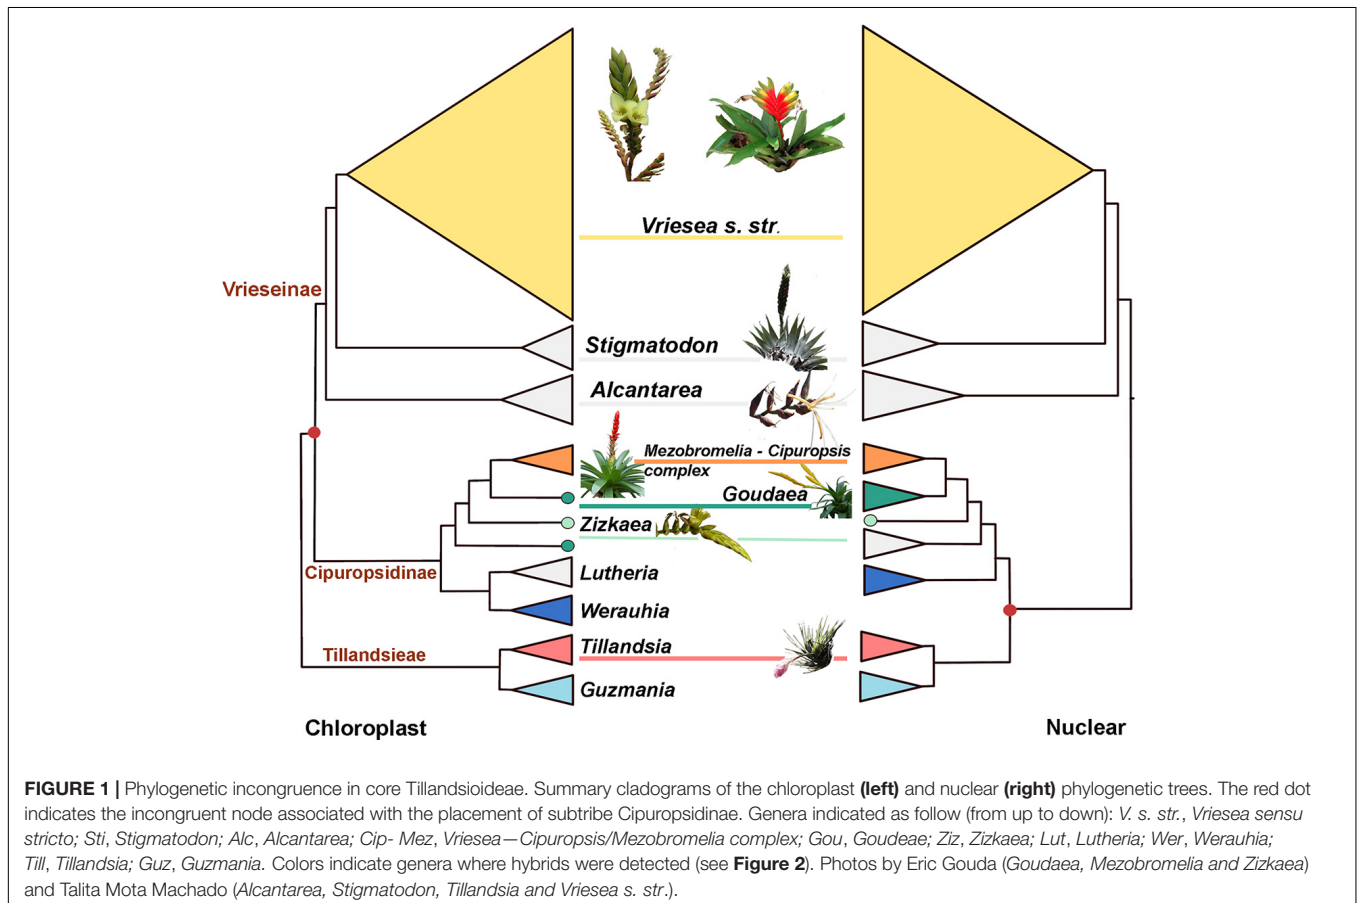 Vriesea s. str.
Vrieseinae
Stigmatodon
Alcantarea
Mezobromelia - Cipuropsis
complex
Goudaea
Zizkaea
Cipuropsidinae
Lutheria
Werauhia
Tillandsia
Tillandsieae
Guzmania
Chloroplast
Nuclear
FIGURE 1 | Phylogenetic incongruence in core Tillandsioideae. Summary cladograms of the chloroplast (left) and nuclear (right) phylogenetic trees. The red dot
indicates the incongruent node associated with the placement of subtribe Cipuropsidinae. Genera indicated as follow (from up to down): V. s. str., Vriesea sensu
stricto; Sti, Stigmatodon; Alc, Alcantarea; Cip- Mez, Vriesea—Cipuropsis/Mezobromelia complex; Gou, Goudeae; Ziz, Zizkaea; Lut, Lutheria; Wer, Werauhia;
Till, Tillandsia; Guz, Guzmania. Colors indicate genera where hybrids were detected (see Figure 2). Photos by Eric Gouda (Goudaea, Mezobromelia and Zizkaea)
and Talita Mota Machado (Alcantarea, Stigmatodon, Tillandsia and Vriesea s. str.).